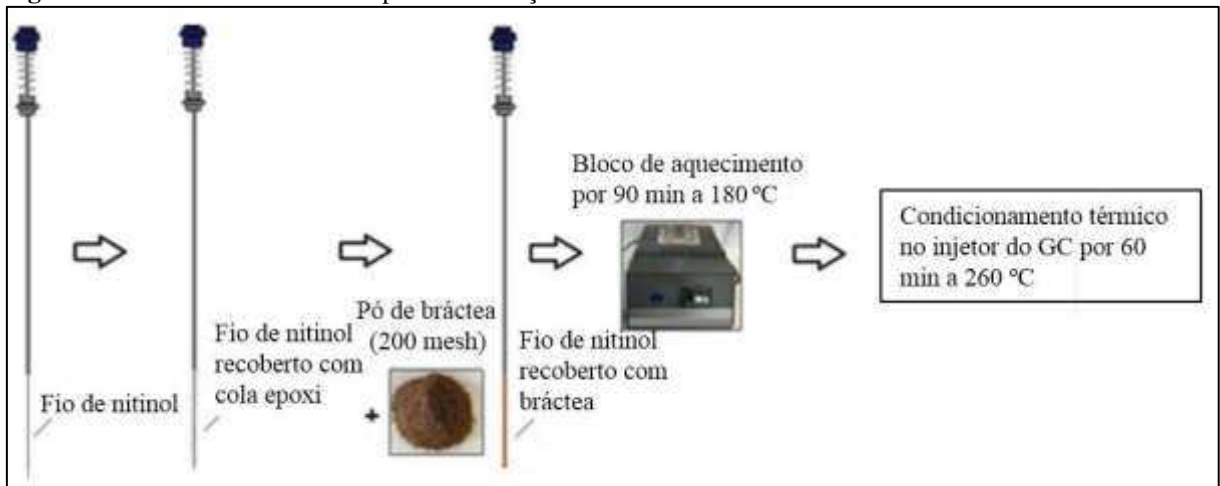 Fio de nitinol
Fio de nitinol
recoberto com
cola epoxi
Pó de bráctea
(200 mesh)
+
Fio de nitinol
recoberto com
bráctea
Bloco de aquecimento
por 90 min a 180 ºC
Condicionamento térmico
no injetor do GC por 60
min a 260 ºC